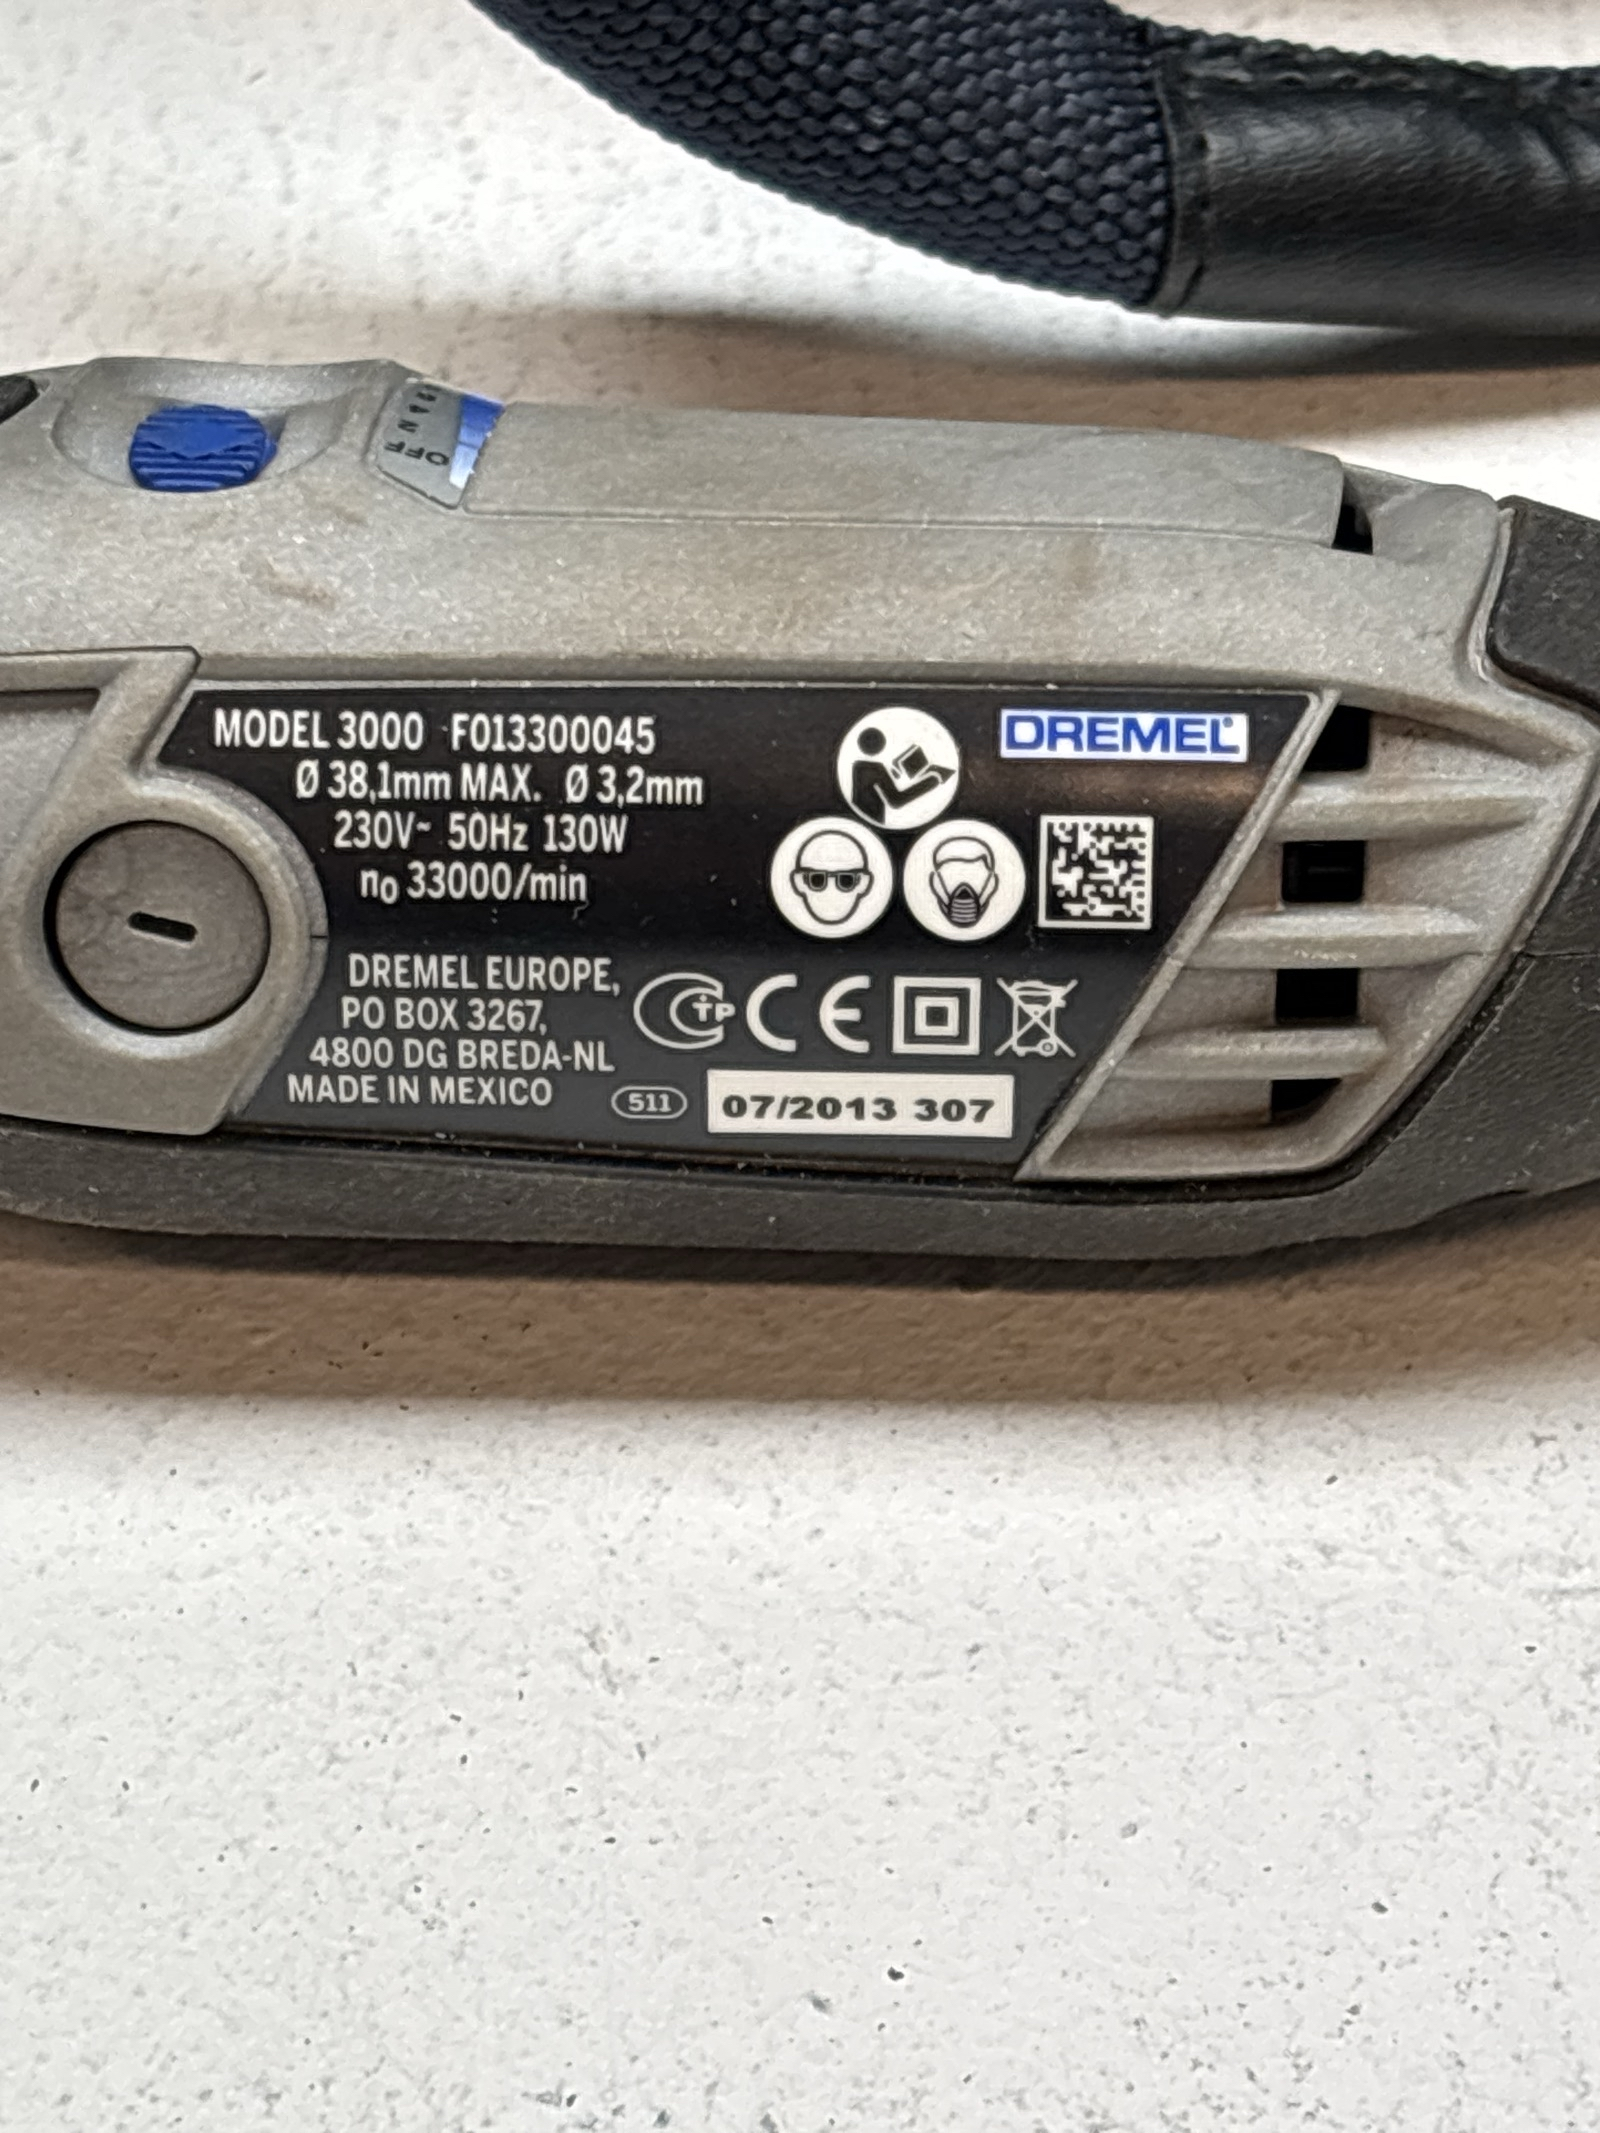 OFF
MODEL 3000 F013300045
Ø 38,1mm MAX. Ø 3,2mm
230V~ 50Hz 130W
n₀ 33000/min
DREMEL®
DREMEL EUROPE,
PO BOX 3267,
4800 DG BREDA-NL
MADE IN MEXICO
CE
511
07/2013 307